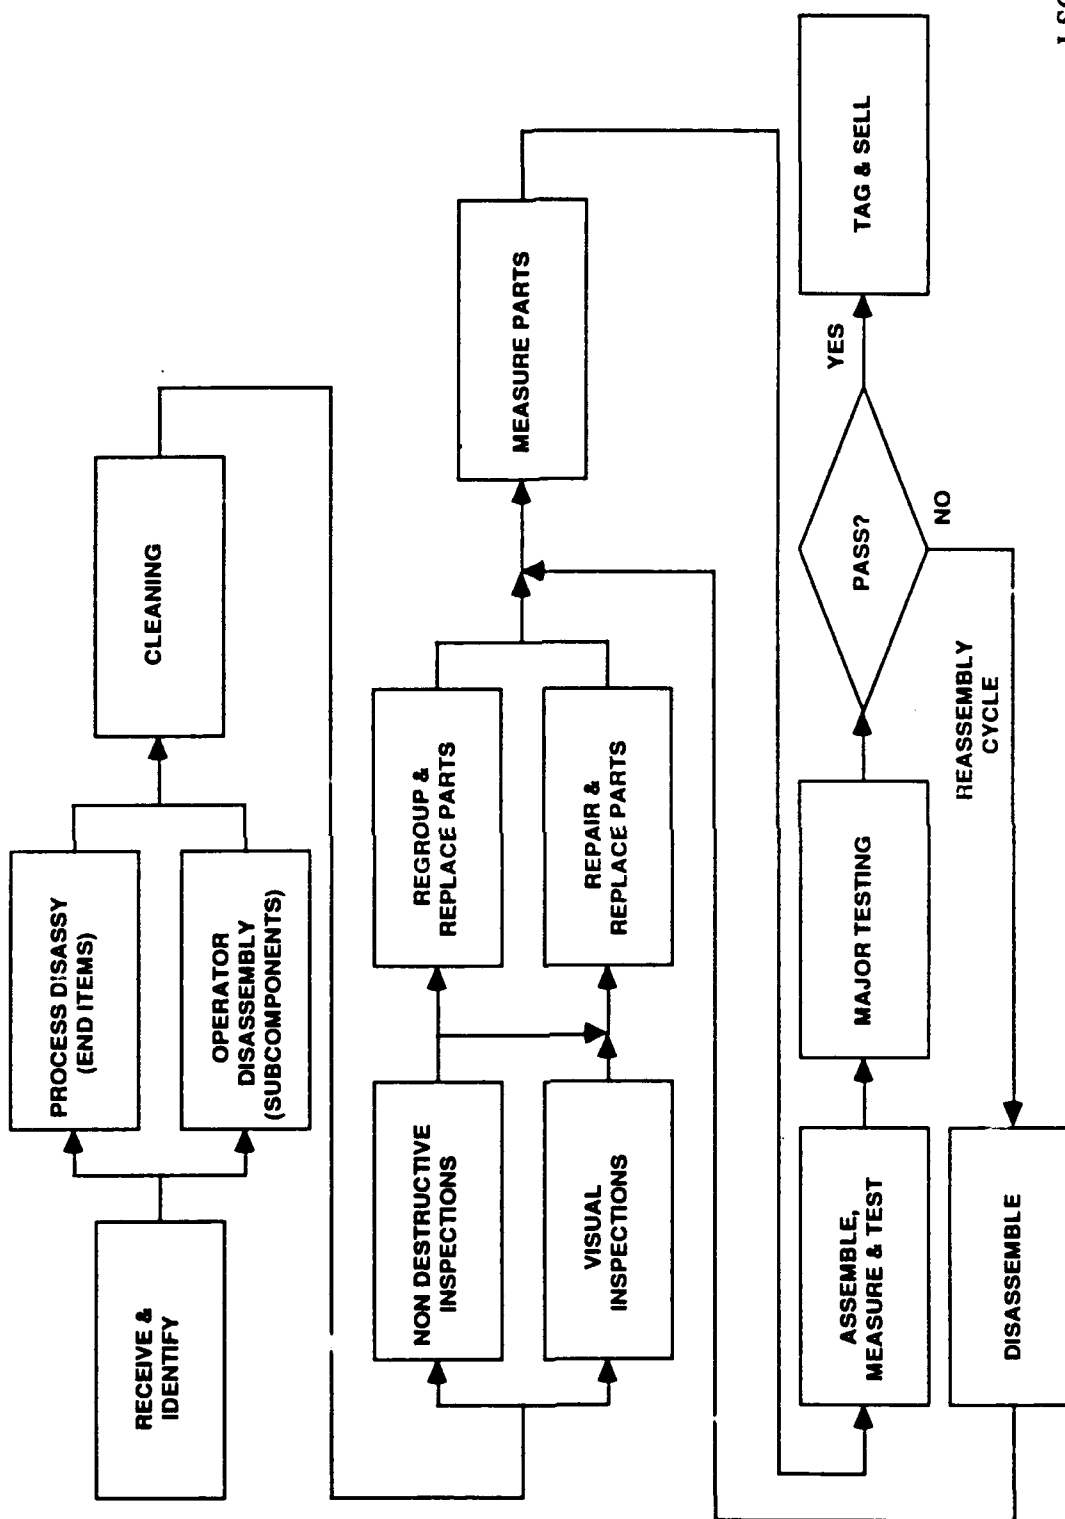 RECEIVE &
IDENTIFY
PROCESS DISASSY
(END ITEMS)
OPERATOR
DISASSEMBLY
(SUBCOMPONENTS)
CLEANING
NON DESTRUCTIVE
INSPECTIONS
VISUAL
INSPECTIONS
REGROUP &
REPLACE PARTS
REPAIR &
REPLACE PARTS
MEASURE PARTS
ASSEMBLE,
MEASURE & TEST
MAJOR TESTING
PASS?
YES
TAG & SELL
NO
REASSEMBLY
CYCLE
DISASSEMBLE